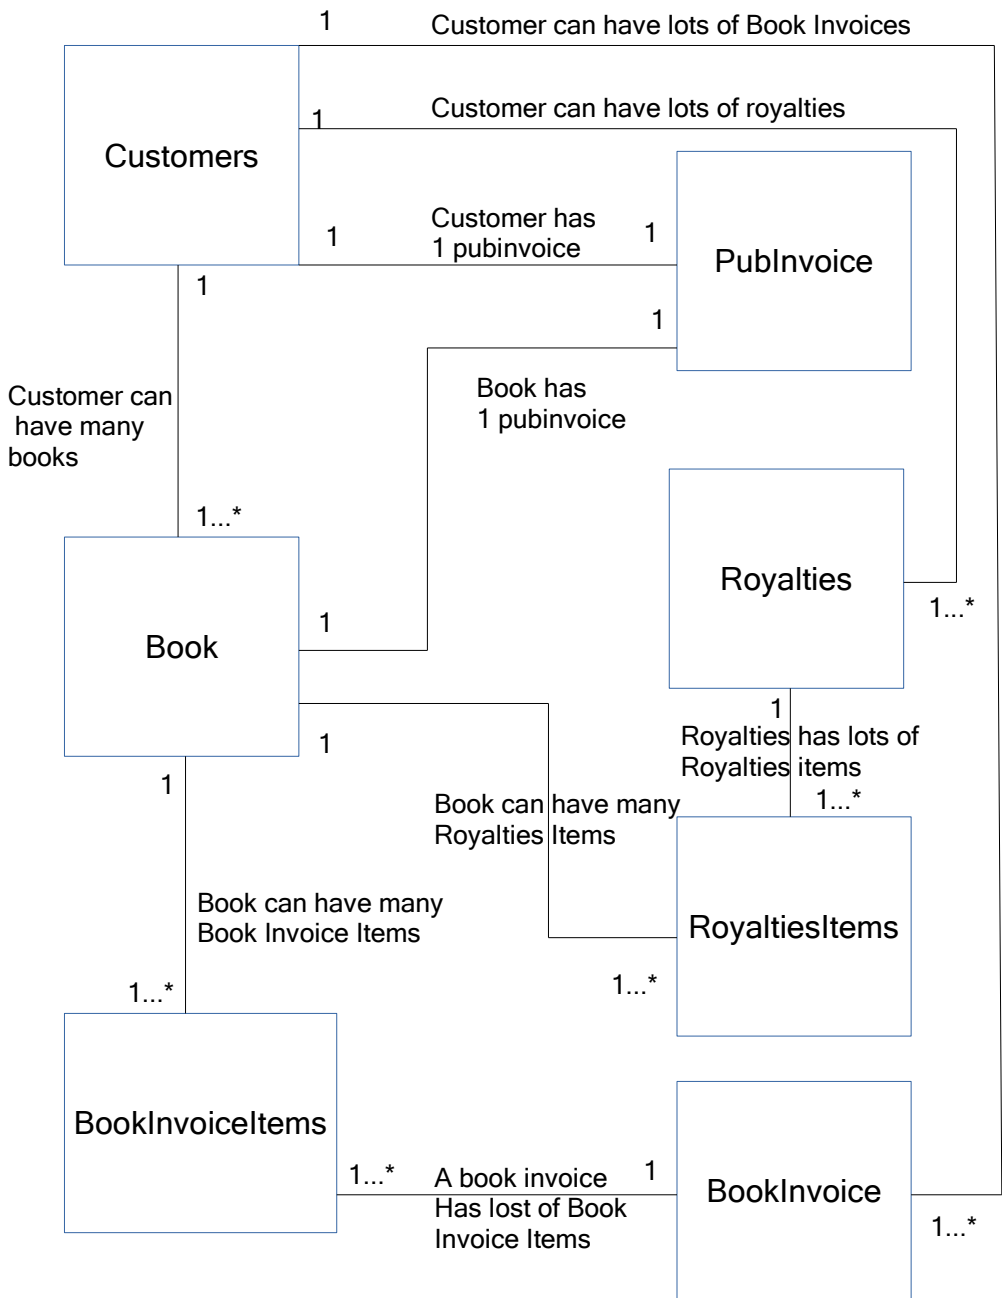 1
Customer can have lots of Book Invoices
1
Customer can have lots of royalties
Customers
1
Customer has
1 pubinvoice
1
PubInvoice
1
1
Customer can
have many
books
Book has
1 pubinvoice
1...*
Royalties
1...*
Book
1
1
1
1
Royalties has lots of
Royalties items
1...*
Book can have many
Royalties Items
Book can have many
Book Invoice Items
RoyaltiesItems
1...*
1...*
BookInvoiceItems
1...*
A book invoice
Has lost of Book
Invoice Items
1
BookInvoice
1...*